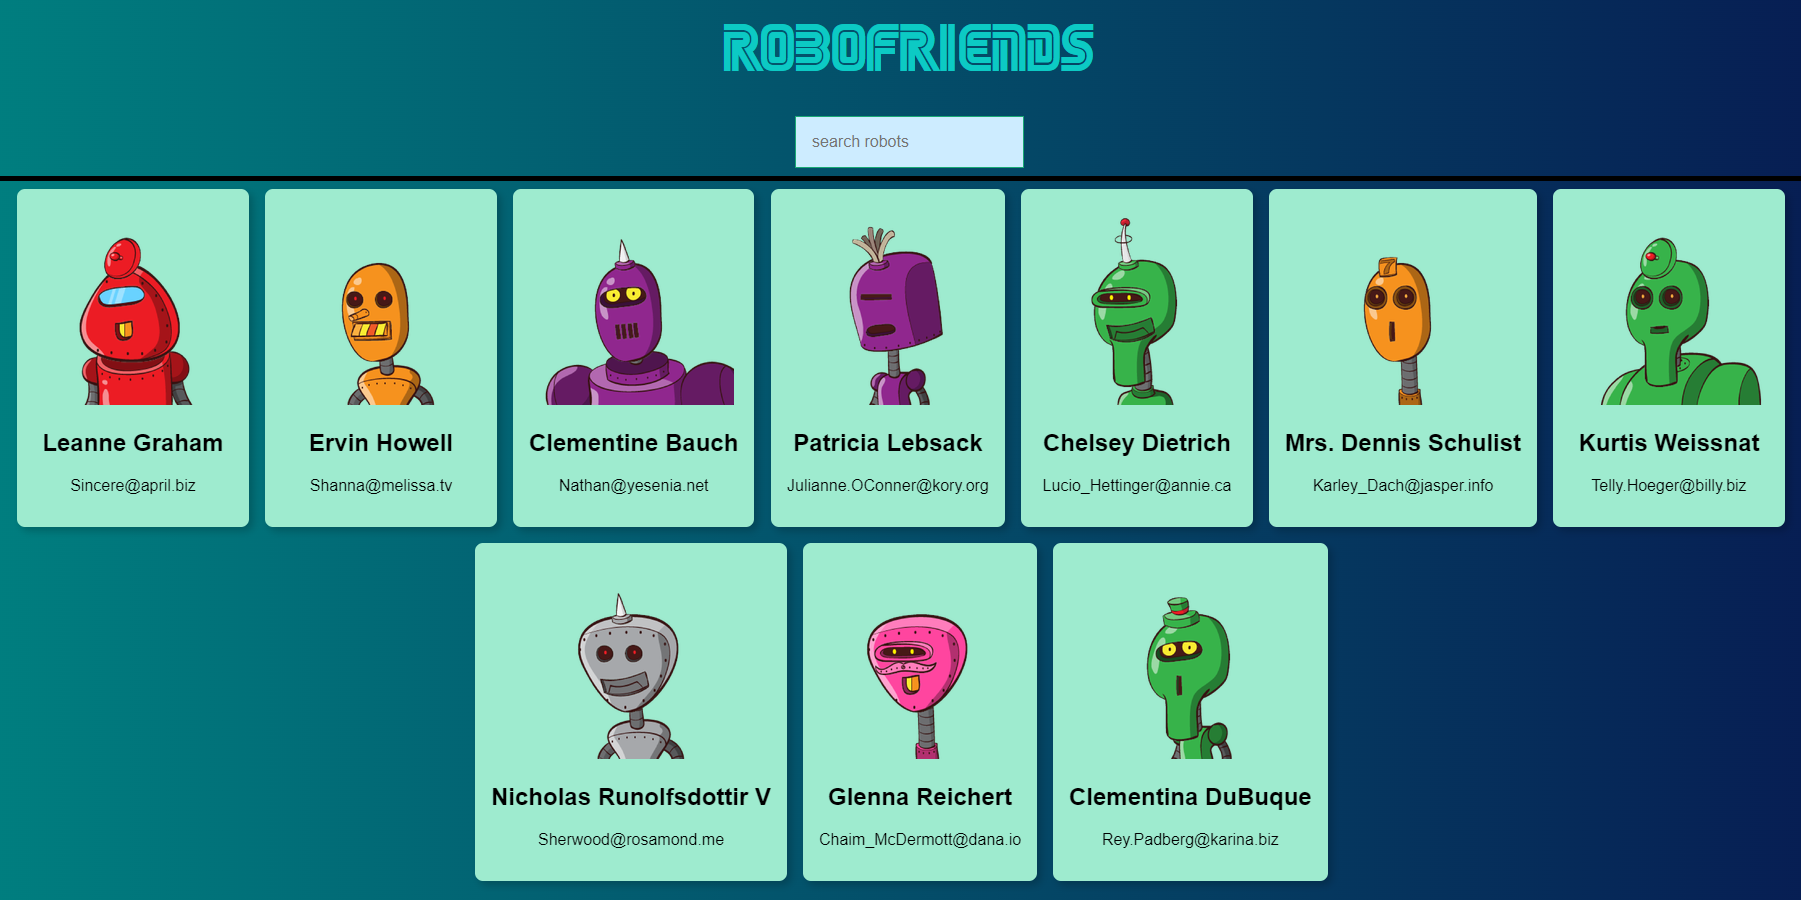 ROBOFRIENDS
search robots
7
Leanne Graham
Sincere@april.biz
Ervin Howell
Shanna@melissa.tv
Clementine Bauch
Nathan@yesenia.net
Patricia Lebsack
Julianne.OConner@kory.org
Chelsey Dietrich
Lucio_Hettinger@annie.ca
Mrs. Dennis Schulist
Karley_Dach@jasper.info
Kurtis Weissnat
Telly.Hoeger@billy.biz
Nicholas Runolfsdottir V
Sherwood@rosamond.me
Glenna Reichert
Chaim_McDermott@dana.io
Clementina DuBuque
Rey.Padberg@karina.biz